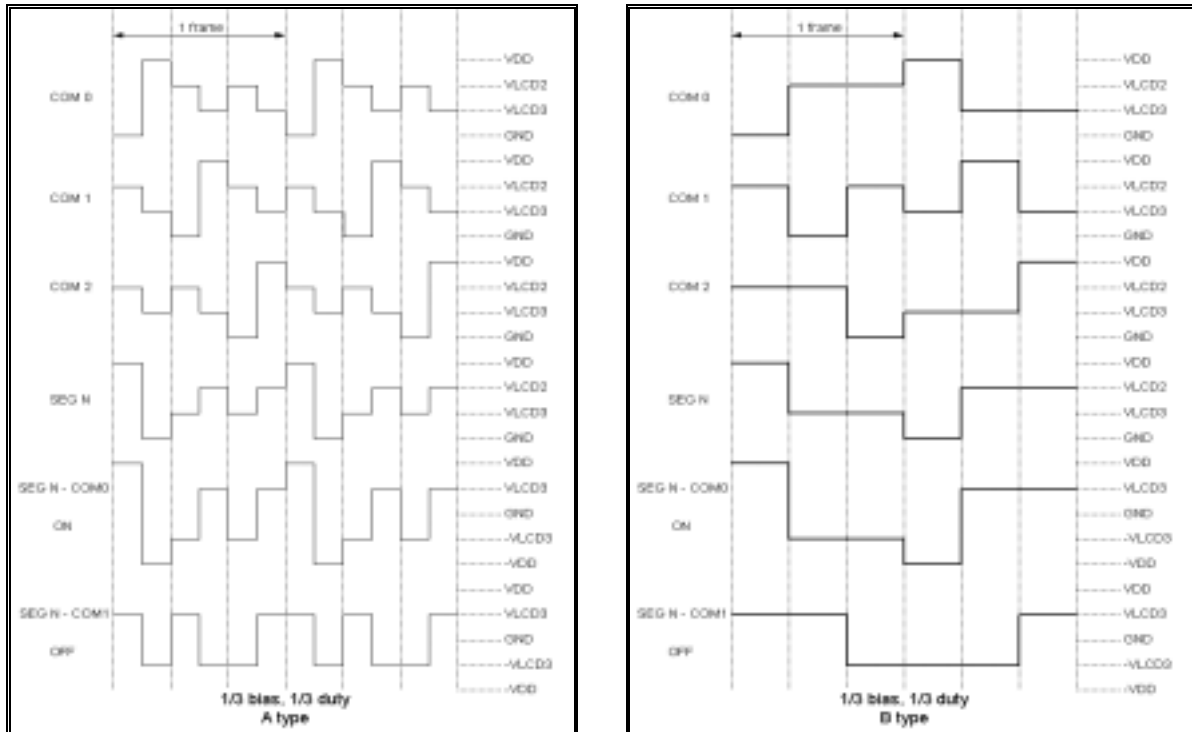 1 frame
COM 0
VDD
VLCD2
VLCD3
GND
COM 1
VDD
VLCD2
VLCD3
GND
COM 2
VDD
VLCD2
VLCD3
GND
SEG N
VDD
VLCD2
VLCD3
GND
SEG N - COM0
ON
VDD
VLCD3
GND
-VLCD3
-VDD
SEG N - COM1
OFF
VDD
VLCD3
GND
-VLCD3
-VDD
1/3 bias, 1/3 duty
A type
1 frame
COM 0
VDD
VLCD2
VLCD3
GND
COM 1
VDD
VLCD2
VLCD3
GND
COM 2
VDD
VLCD2
VLCD3
GND
SEG N
VDD
VLCD2
VLCD3
GND
SEG N - COM0
ON
VDD
VLCD3
GND
-VLCD3
-VDD
SEG N - COM1
OFF
VDD
VLCD3
GND
-VLCD3
-VDD
1/3 bias, 1/3 duty
B type